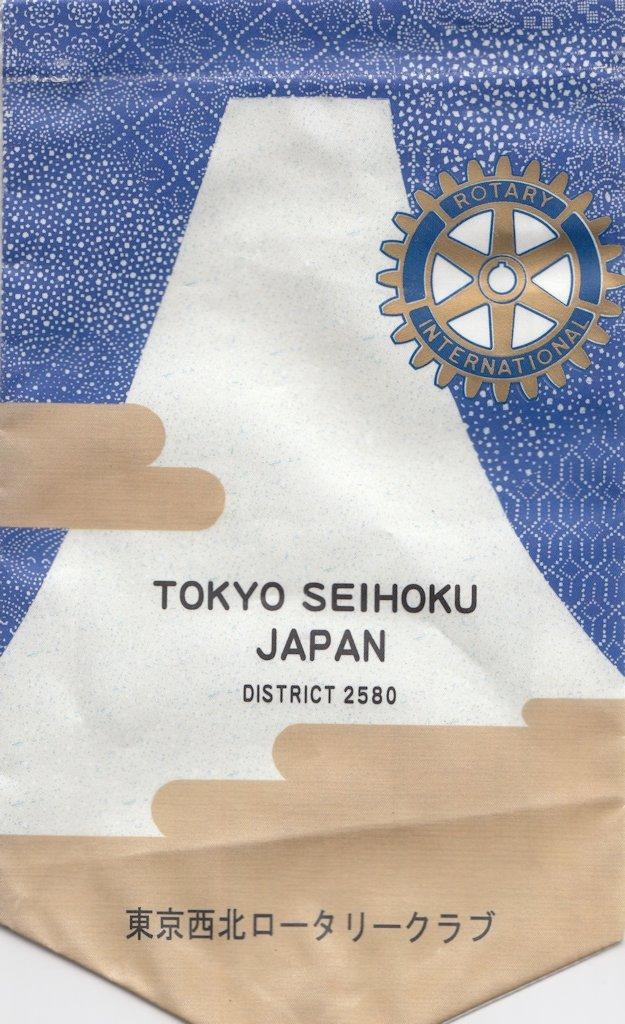 ROTARY
INTERNATIONAL
TOKYO SEIHOKU
JAPAN
DISTRICT 2580
東京西北ロータリークラブ